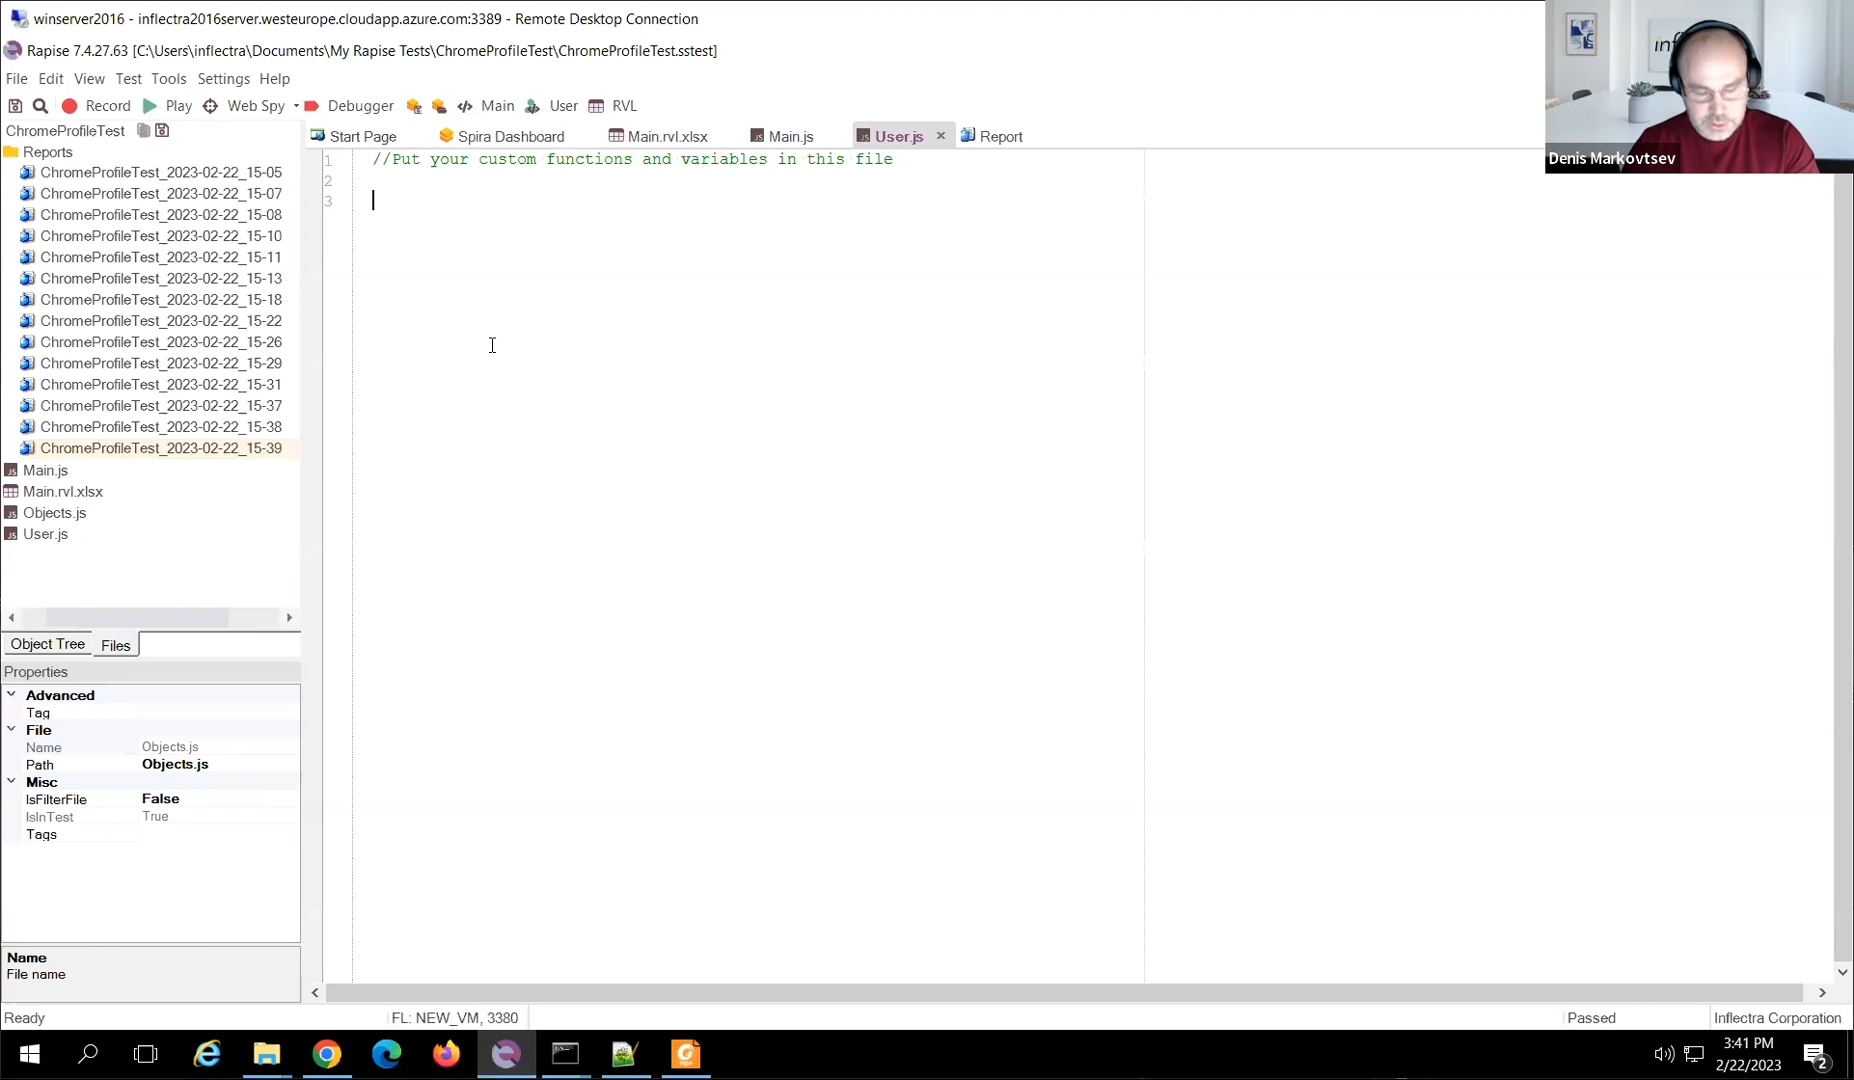 winserver2016 - inflectra2016server.westeurope.cloudapp.azure.com:3389 - Remote Desktop Connection
Rapise 7.4.27.63 [C:\Users\inflectra\Documents\My Rapise Tests\ChromeProfileTest\ChromeProfileTest.sstest]
File Edit View Test Tools Settings Help
Record Play Web Spy Debugger Main User RVL
ChromeProfileTest
Start Page Spira Dashboard Main.rvl.xlsx Main.js User.js Report
Denis Markovtsev
Reports
ChromeProfileTest_2023-02-22_15-05
ChromeProfileTest_2023-02-22_15-07
ChromeProfileTest_2023-02-22_15-08
ChromeProfileTest_2023-02-22_15-10
ChromeProfileTest_2023-02-22_15-11
ChromeProfileTest_2023-02-22_15-13
ChromeProfileTest_2023-02-22_15-18
ChromeProfileTest_2023-02-22_15-22
ChromeProfileTest_2023-02-22_15-26
ChromeProfileTest_2023-02-22_15-29
ChromeProfileTest_2023-02-22_15-31
ChromeProfileTest_2023-02-22_15-37
ChromeProfileTest_2023-02-22_15-38
ChromeProfileTest_2023-02-22_15-39
Main.js
Main.rvl.xlsx
Objects.js
User.js
1 //Put your custom functions and variables in this file
2
3
Object Tree Files
Properties
Advanced
Tag
File
Name Objects.js
Path Objects.js
Misc
IsFilterFile False
IsInTest True
Tags
Name
File name
Ready FL: NEW_VM, 3380 Passed Inflectra Corporation
3:41 PM
2/22/2023
2